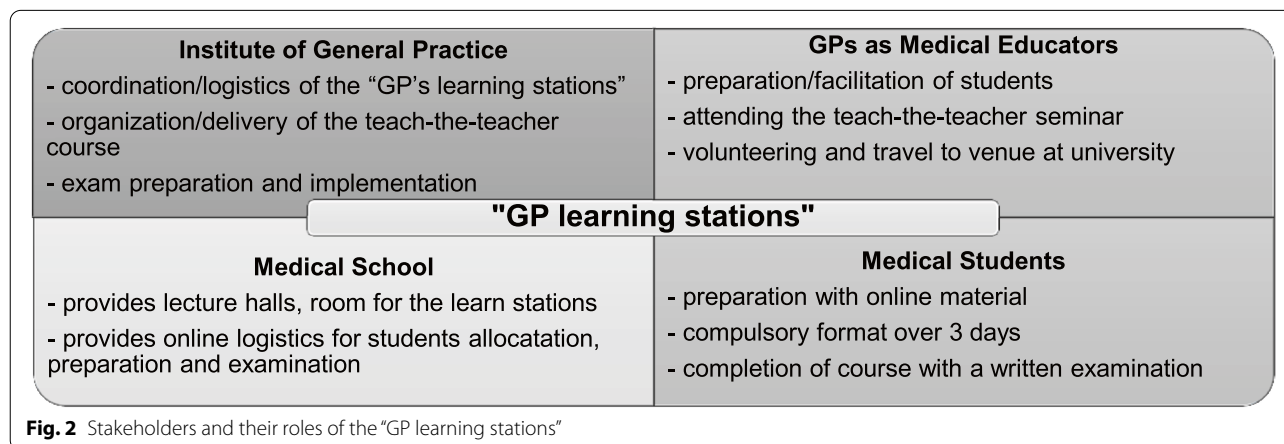 Institute of General Practice
- coordination/logistics of the “GP’s learning stations”
- organization/delivery of the teach-the-teacher
course
- exam preparation and implementation
GPs as Medical Educators
- preparation/facilitation of students
- attending the teach-the-teacher seminar
- volunteering and travel to venue at university
"GP learning stations"
Medical School
- provides lecture halls, room for the learn stations
- provides online logistics for students allocatation,
preparation and examination
Medical Students
- preparation with online material
- compulsory format over 3 days
- completion of course with a written examination
Fig. 2 Stakeholders and their roles of the “GP learning stations”